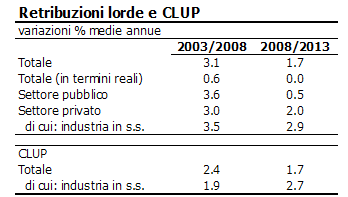 Retribuzioni lorde e CLUP
variazioni % medie annue
2003/2008 2008/2013
Totale 3.1 1.7
Totale (in termini reali) 0.6 0.0
Settore pubblico 3.6 0.5
Settore privato 3.0 2.0
di cui: industria in s.s. 3.5 2.9
CLUP
Totale 2.4 1.7
di cui: industria in s.s. 1.9 2.7